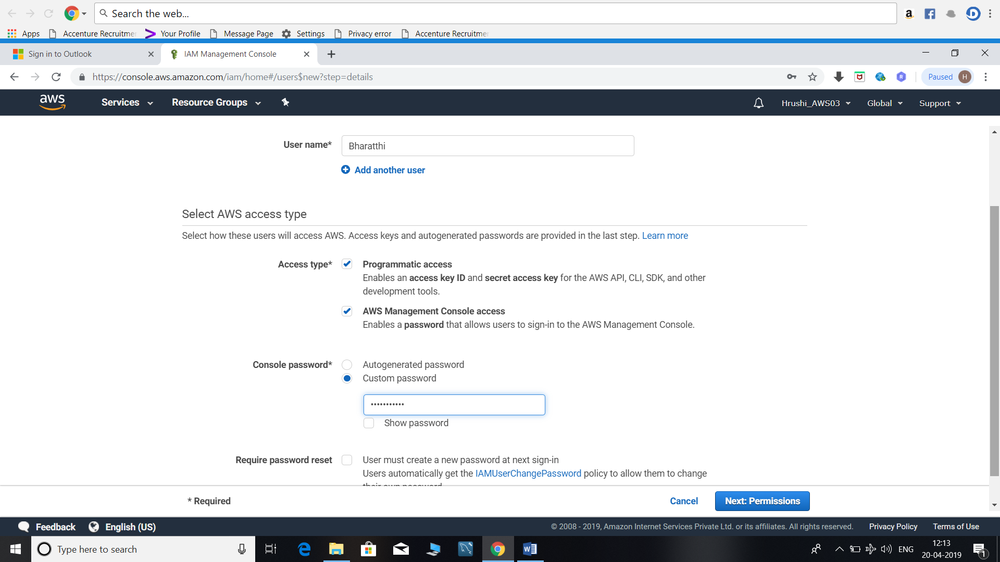 Search the web...
Apps
Accenture Recruitme
Your Profile
Message Page
Settings
Privacy error
Accenture Recruitme
Sign in to Outlook
IAM Management Console
https://console.aws.amazon.com/iam/home#/users$new?step=details
Paused
H
aws
Services
Resource Groups
Hrushi_AWS03
Global
Support
User name*
Bharatthi
Add another user
Select AWS access type
Select how these users will access AWS. Access keys and autogenerated passwords are provided in the last step. Learn more
Access type*
Programmatic access
Enables an access key ID and secret access key for the AWS API, CLI, SDK, and other
development tools.
AWS Management Console access
Enables a password that allows users to sign-in to the AWS Management Console.
Console password*
Autogenerated password
Custom password
•••••••••••
Show password
Require password reset
User must create a new password at next sign-in
Users automatically get the IAMUserChangePassword policy to allow them to change
their own password
* Required
Cancel
Next: Permissions
Feedback
English (US)
© 2008 - 2019, Amazon Internet Services Private Ltd. or its affiliates. All rights reserved.
Privacy Policy
Terms of Use
Type here to search
ENG
12:13
20-04-2019
1